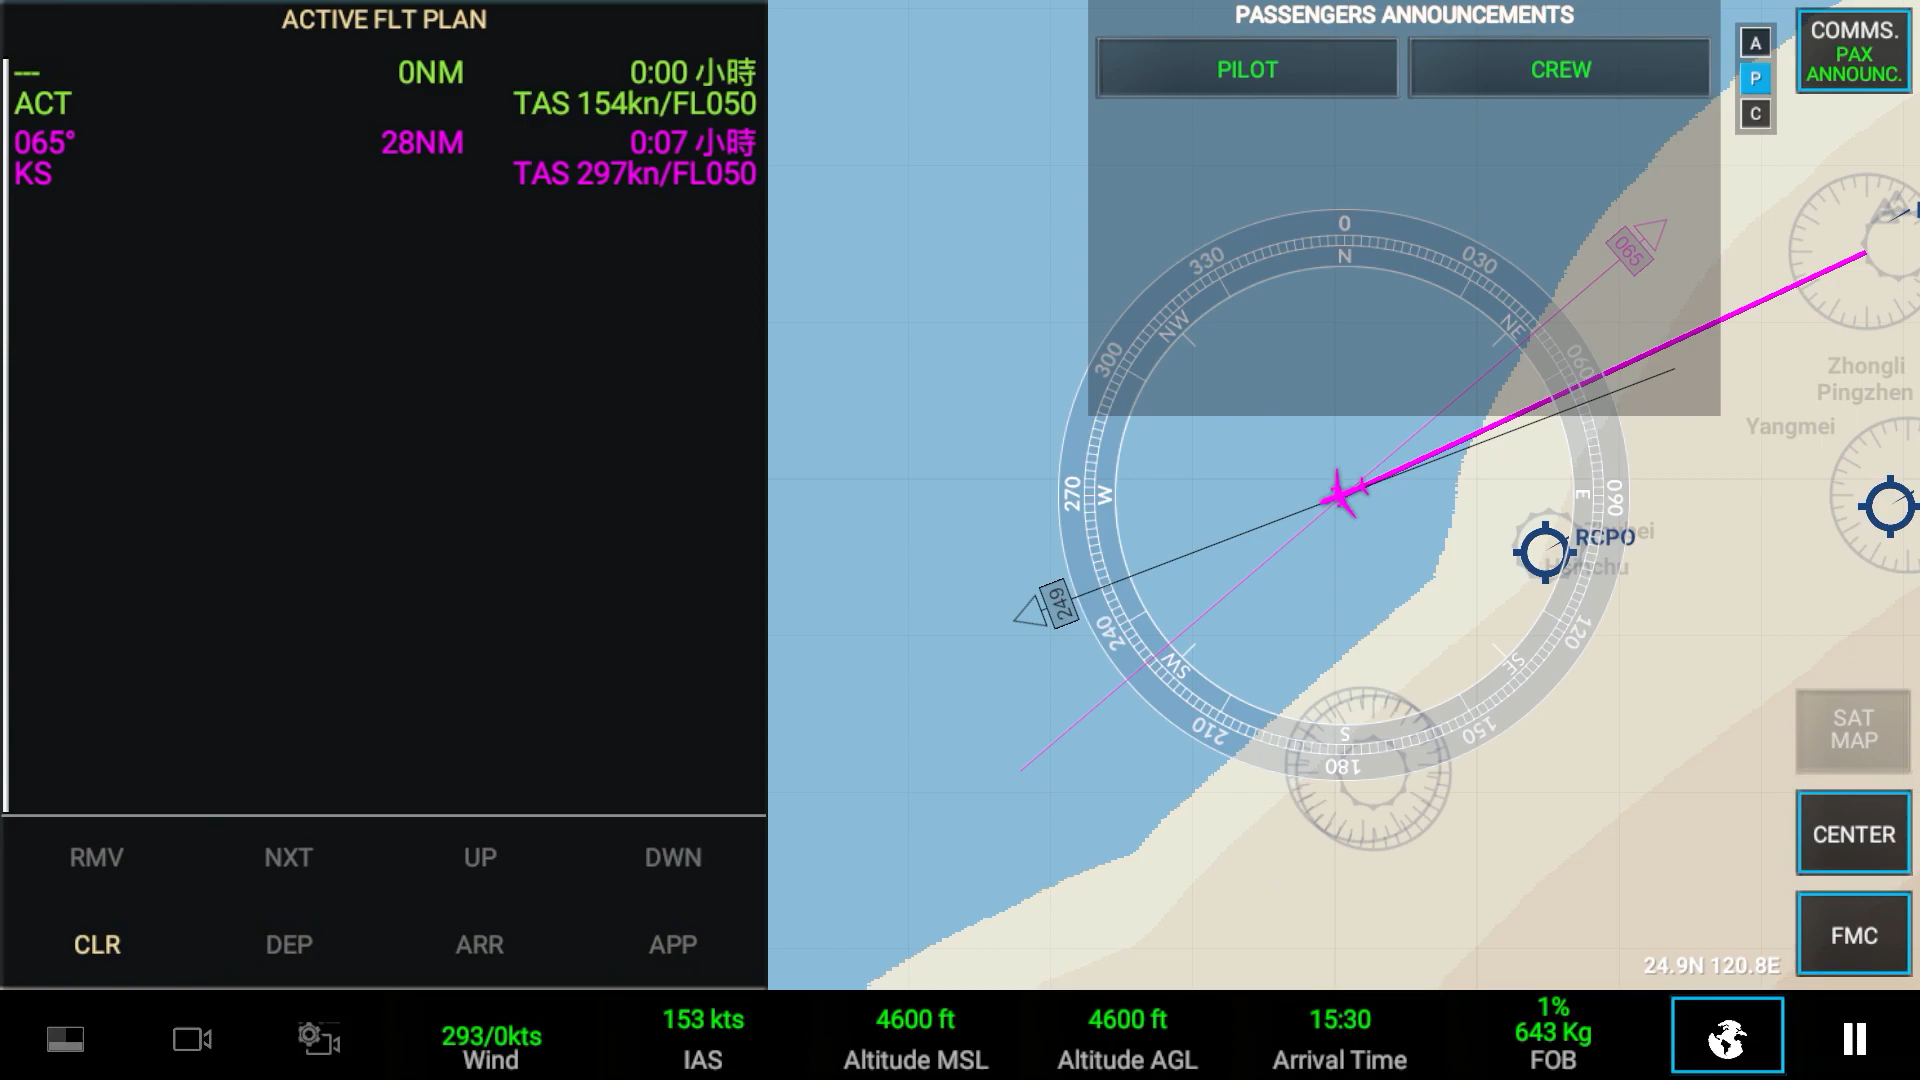 ACTIVE FLT PLAN
--- 0NM 0:00 小時
ACT TAS 154kn/FL050
065° 28NM 0:07 小時
KS TAS 297kn/FL050
RMV NXT UP DWN
CLR DEP ARR APP
PASSENGERS ANNOUNCEMENTS
PILOT CREW
A
P
C
COMMS.
PAX
ANNOUNC.
0
N
330
030
065
NW
NE
300
060
Zhongli
Pingzhen
Yangmei
270
W
E
090
RCPO
249
240
SW
SE
120
210
S
150
180
SAT
MAP
CENTER
FMC
24.9N 120.8E
293/0kts
Wind
153 kts
IAS
4600 ft
Altitude MSL
4600 ft
Altitude AGL
15:30
Arrival Time
1%
643 Kg
FOB